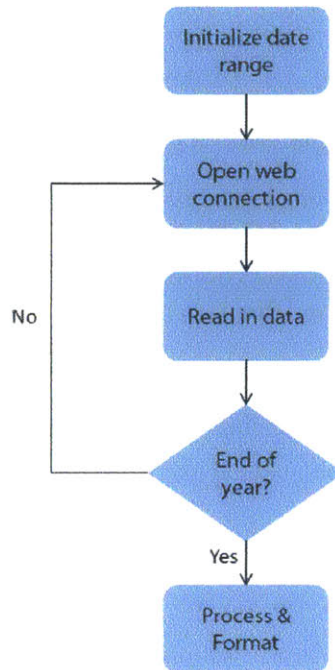 Initialize date
range
Open web
connection
Read in data
No
End of
year?
Yes
Process &
Format